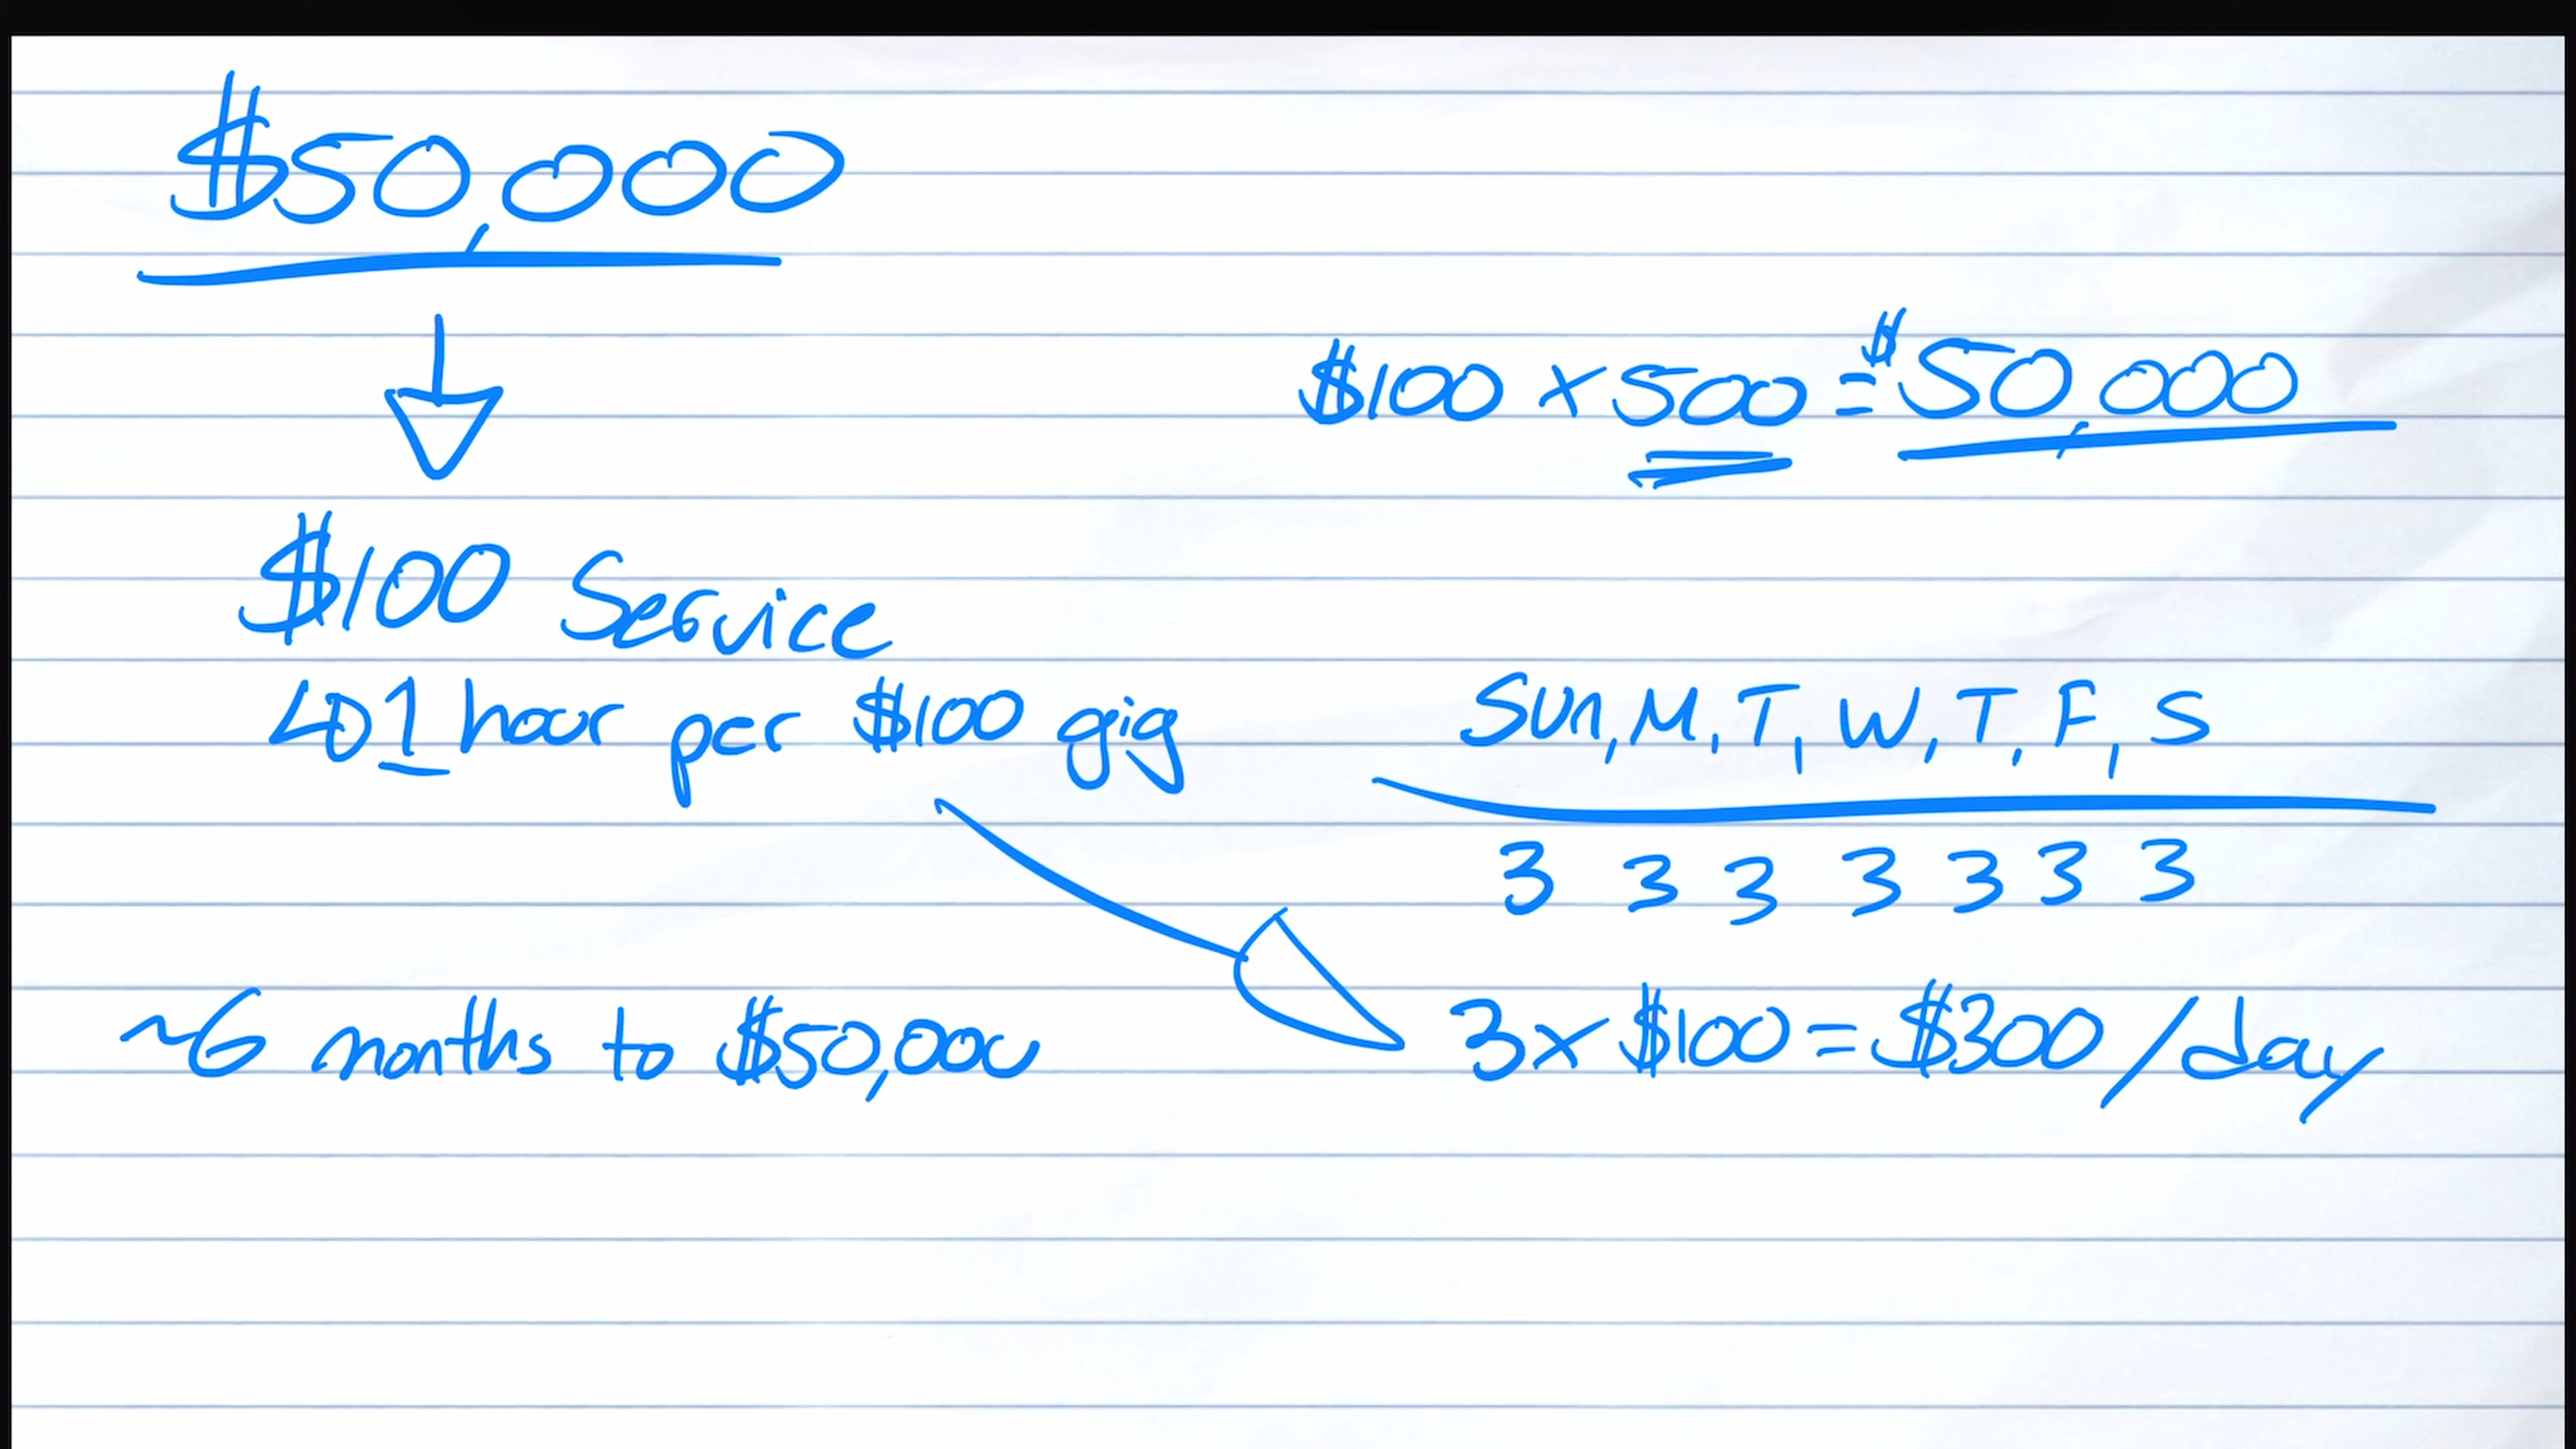 $50,000
$100 x 500 = $50,000
$100 Service
1 hour per $100 gig
Sun, M, T, W, T, F, S
3 3 3 3 3 3 3
~6 months to $50,000
3 x $100 = $300 / day